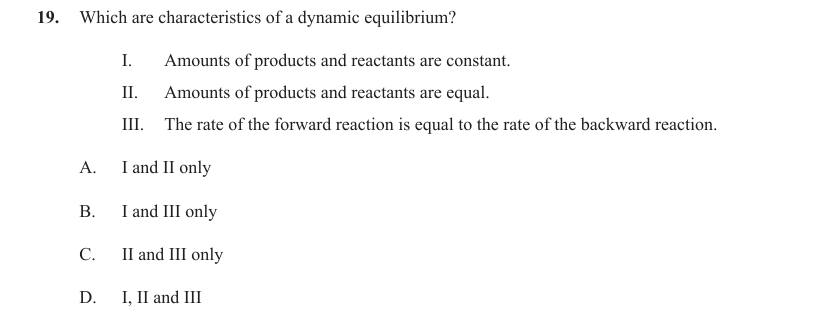 19. Which are characteristics of a dynamic equilibrium?
I. Amounts of products and reactants are constant.
II. Amounts of products and reactants are equal.
III. The rate of the forward reaction is equal to the rate of the backward reaction.
A. I and II only
B. I and III only
C. II and III only
D. I, II and III